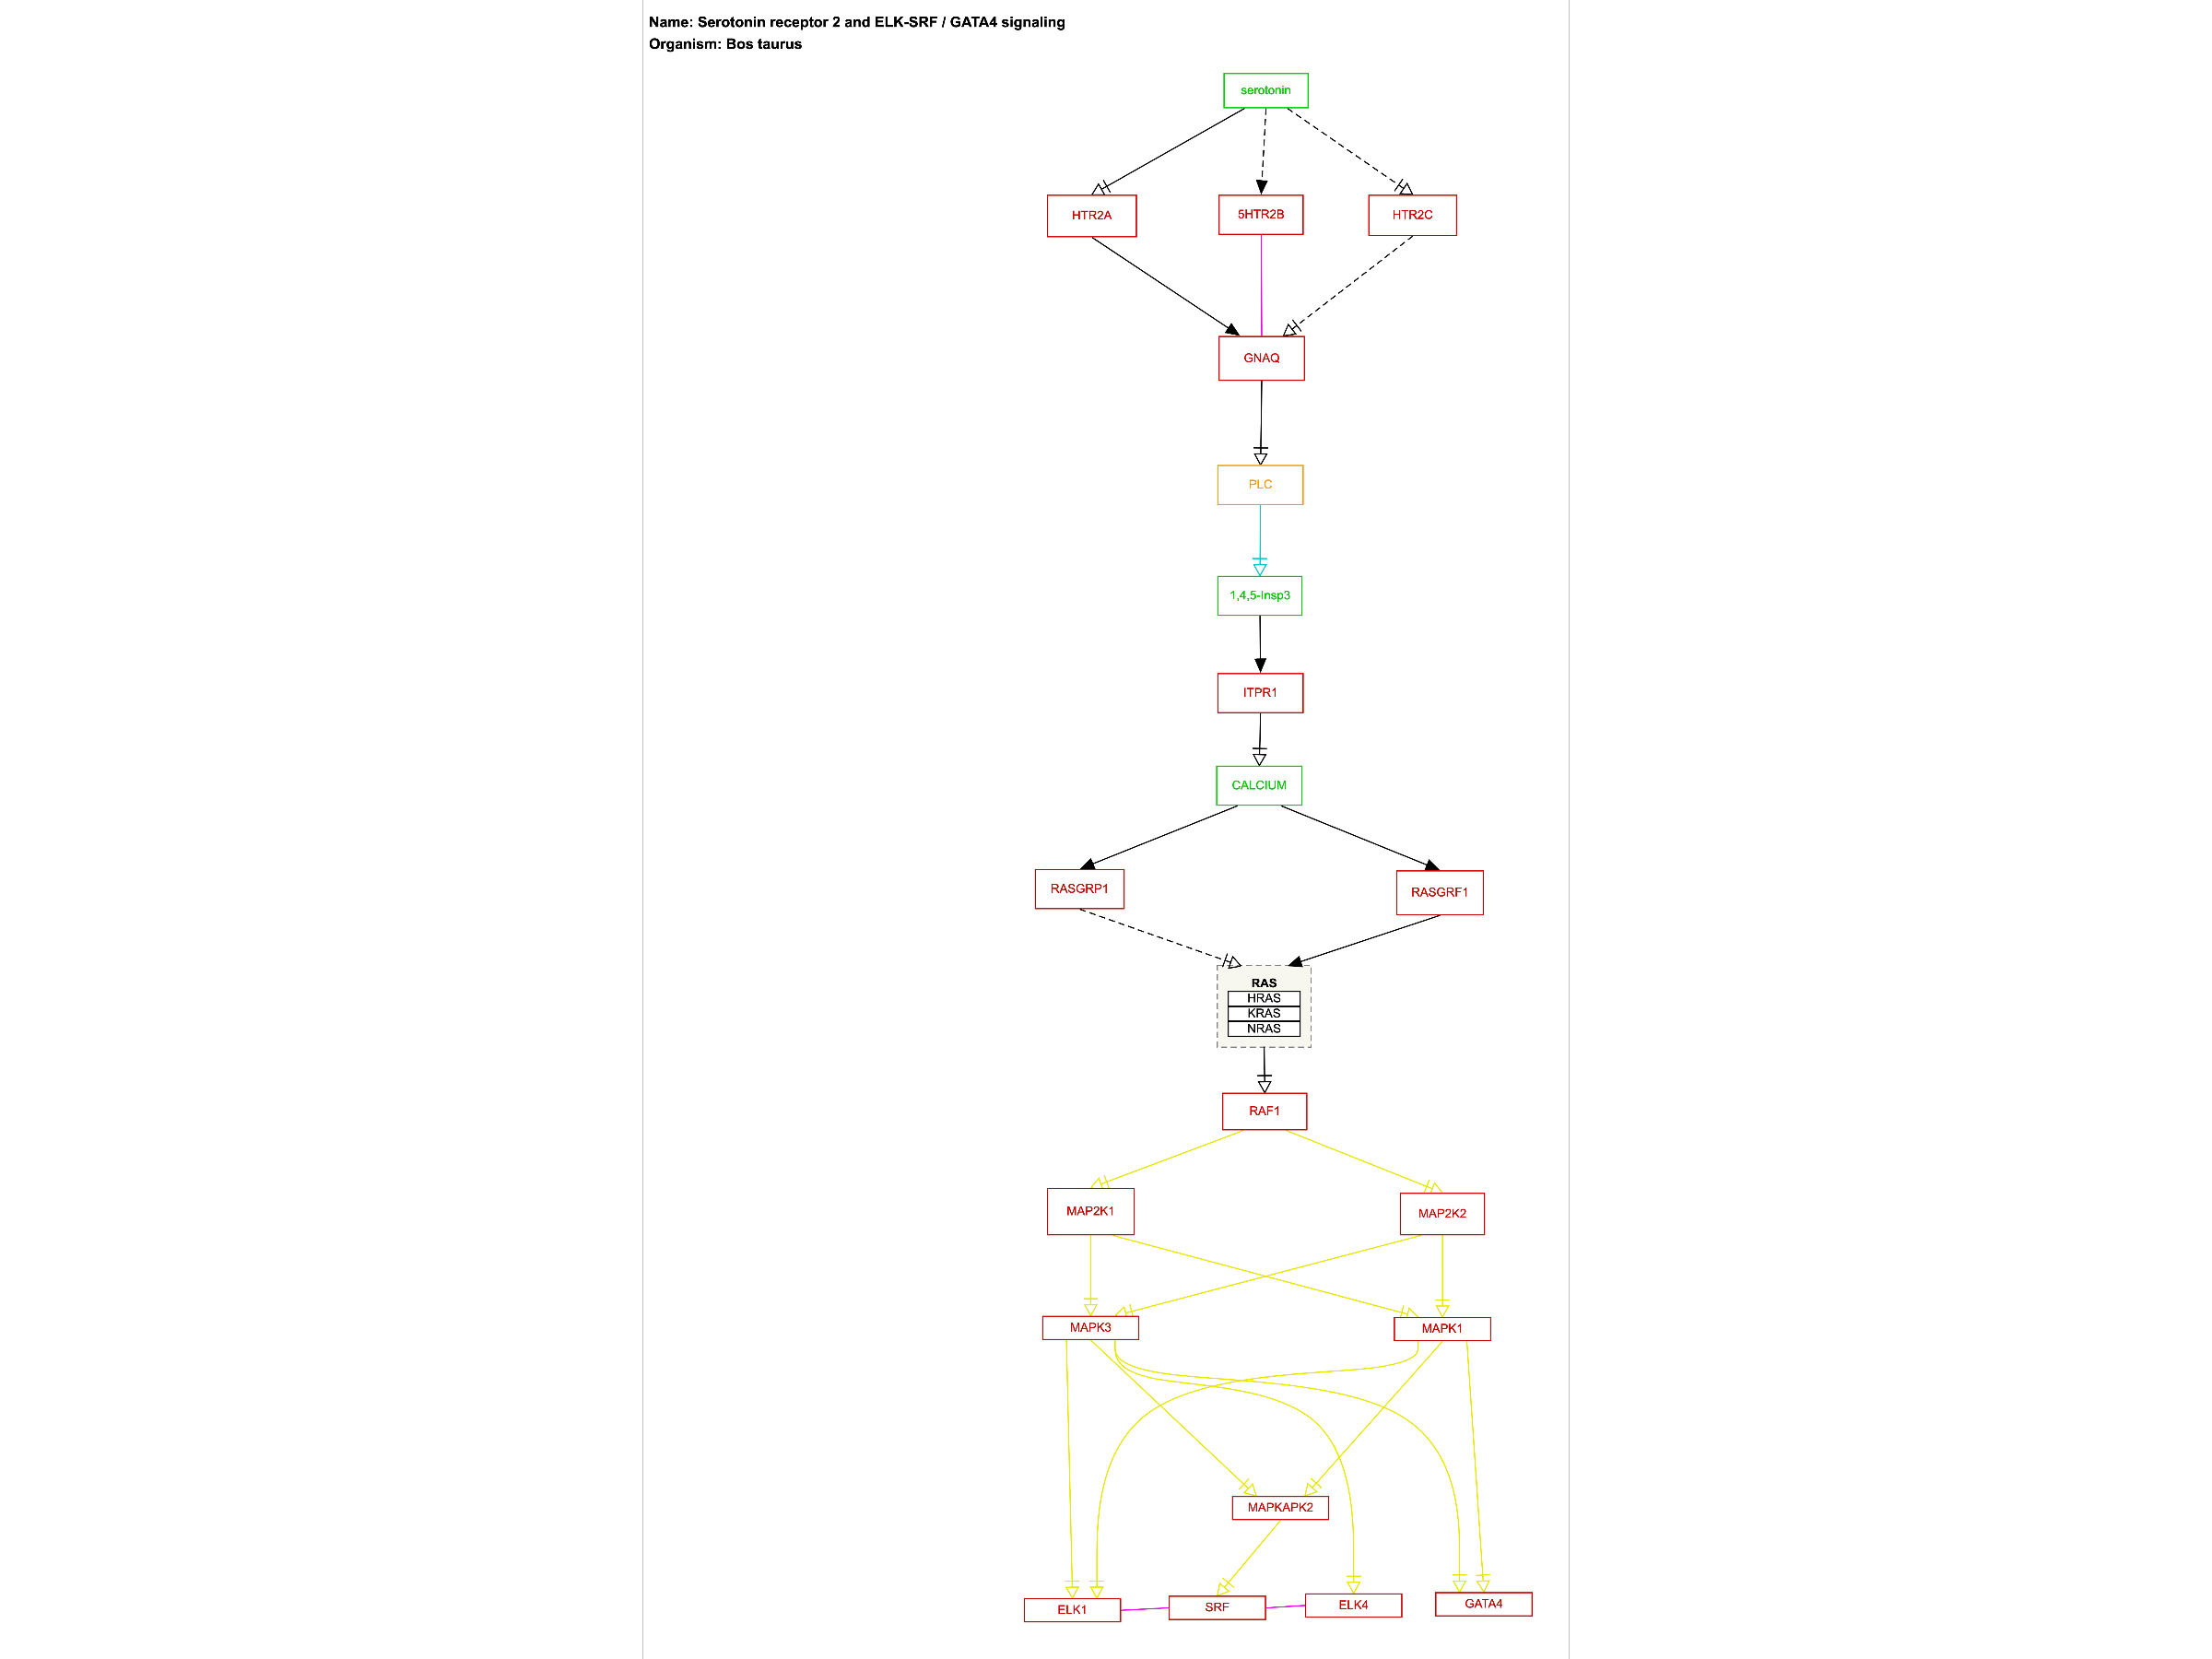 Name: Serotonin receptor 2 and ELK-SRF / GATA4 signaling
Organism: Bos taurus
serotonin
HTR2A
5HTR2B
HTR2C
GNAQ
PLC
1,4,5-Insp3
ITPR1
CALCIUM
RASGRP1
RASGRF1
RAS
HRAS
KRAS
NRAS
RAF1
MAP2K1
MAP2K2
MAPK3
MAPK1
MAPKAPK2
ELK1
SRF
ELK4
GATA4